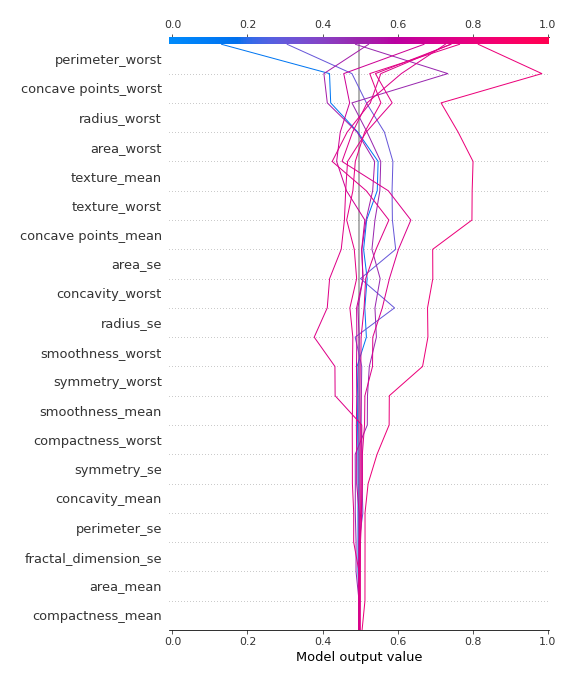 0.0 0.2 0.4 0.6 0.8 1.0
perimeter_worst
concave points_worst
radius_worst
area_worst
texture_mean
texture_worst
concave points_mean
area_se
concavity_worst
radius_se
smoothness_worst
symmetry_worst
smoothness_mean
compactness_worst
symmetry_se
concavity_mean
perimeter_se
fractal_dimension_se
area_mean
compactness_mean
0.0 0.2 0.4 0.6 0.8 1.0
Model output value